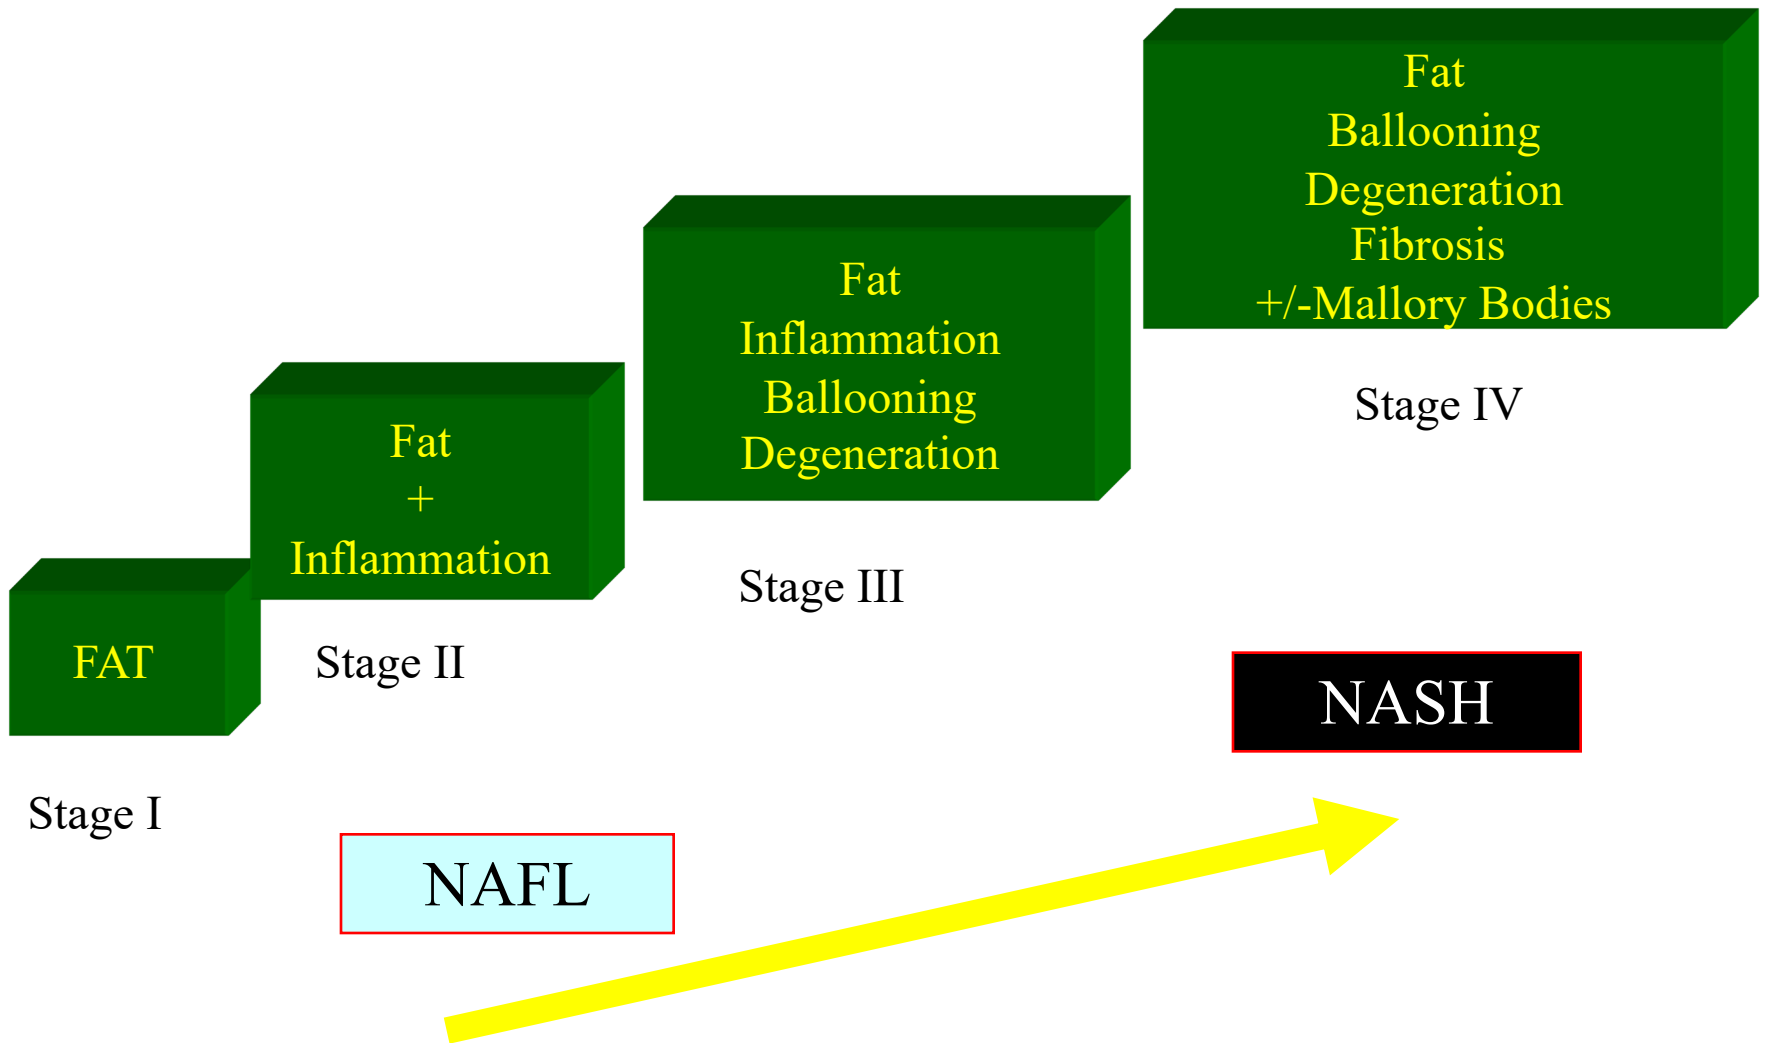 FAT
Stage I
Fat
+
Inflammation
Stage II
Fat
Inflammation
Ballooning
Degeneration
Stage III
Fat
Ballooning
Degeneration
Fibrosis
+/-Mallory Bodies
Stage IV
NAFL
NASH